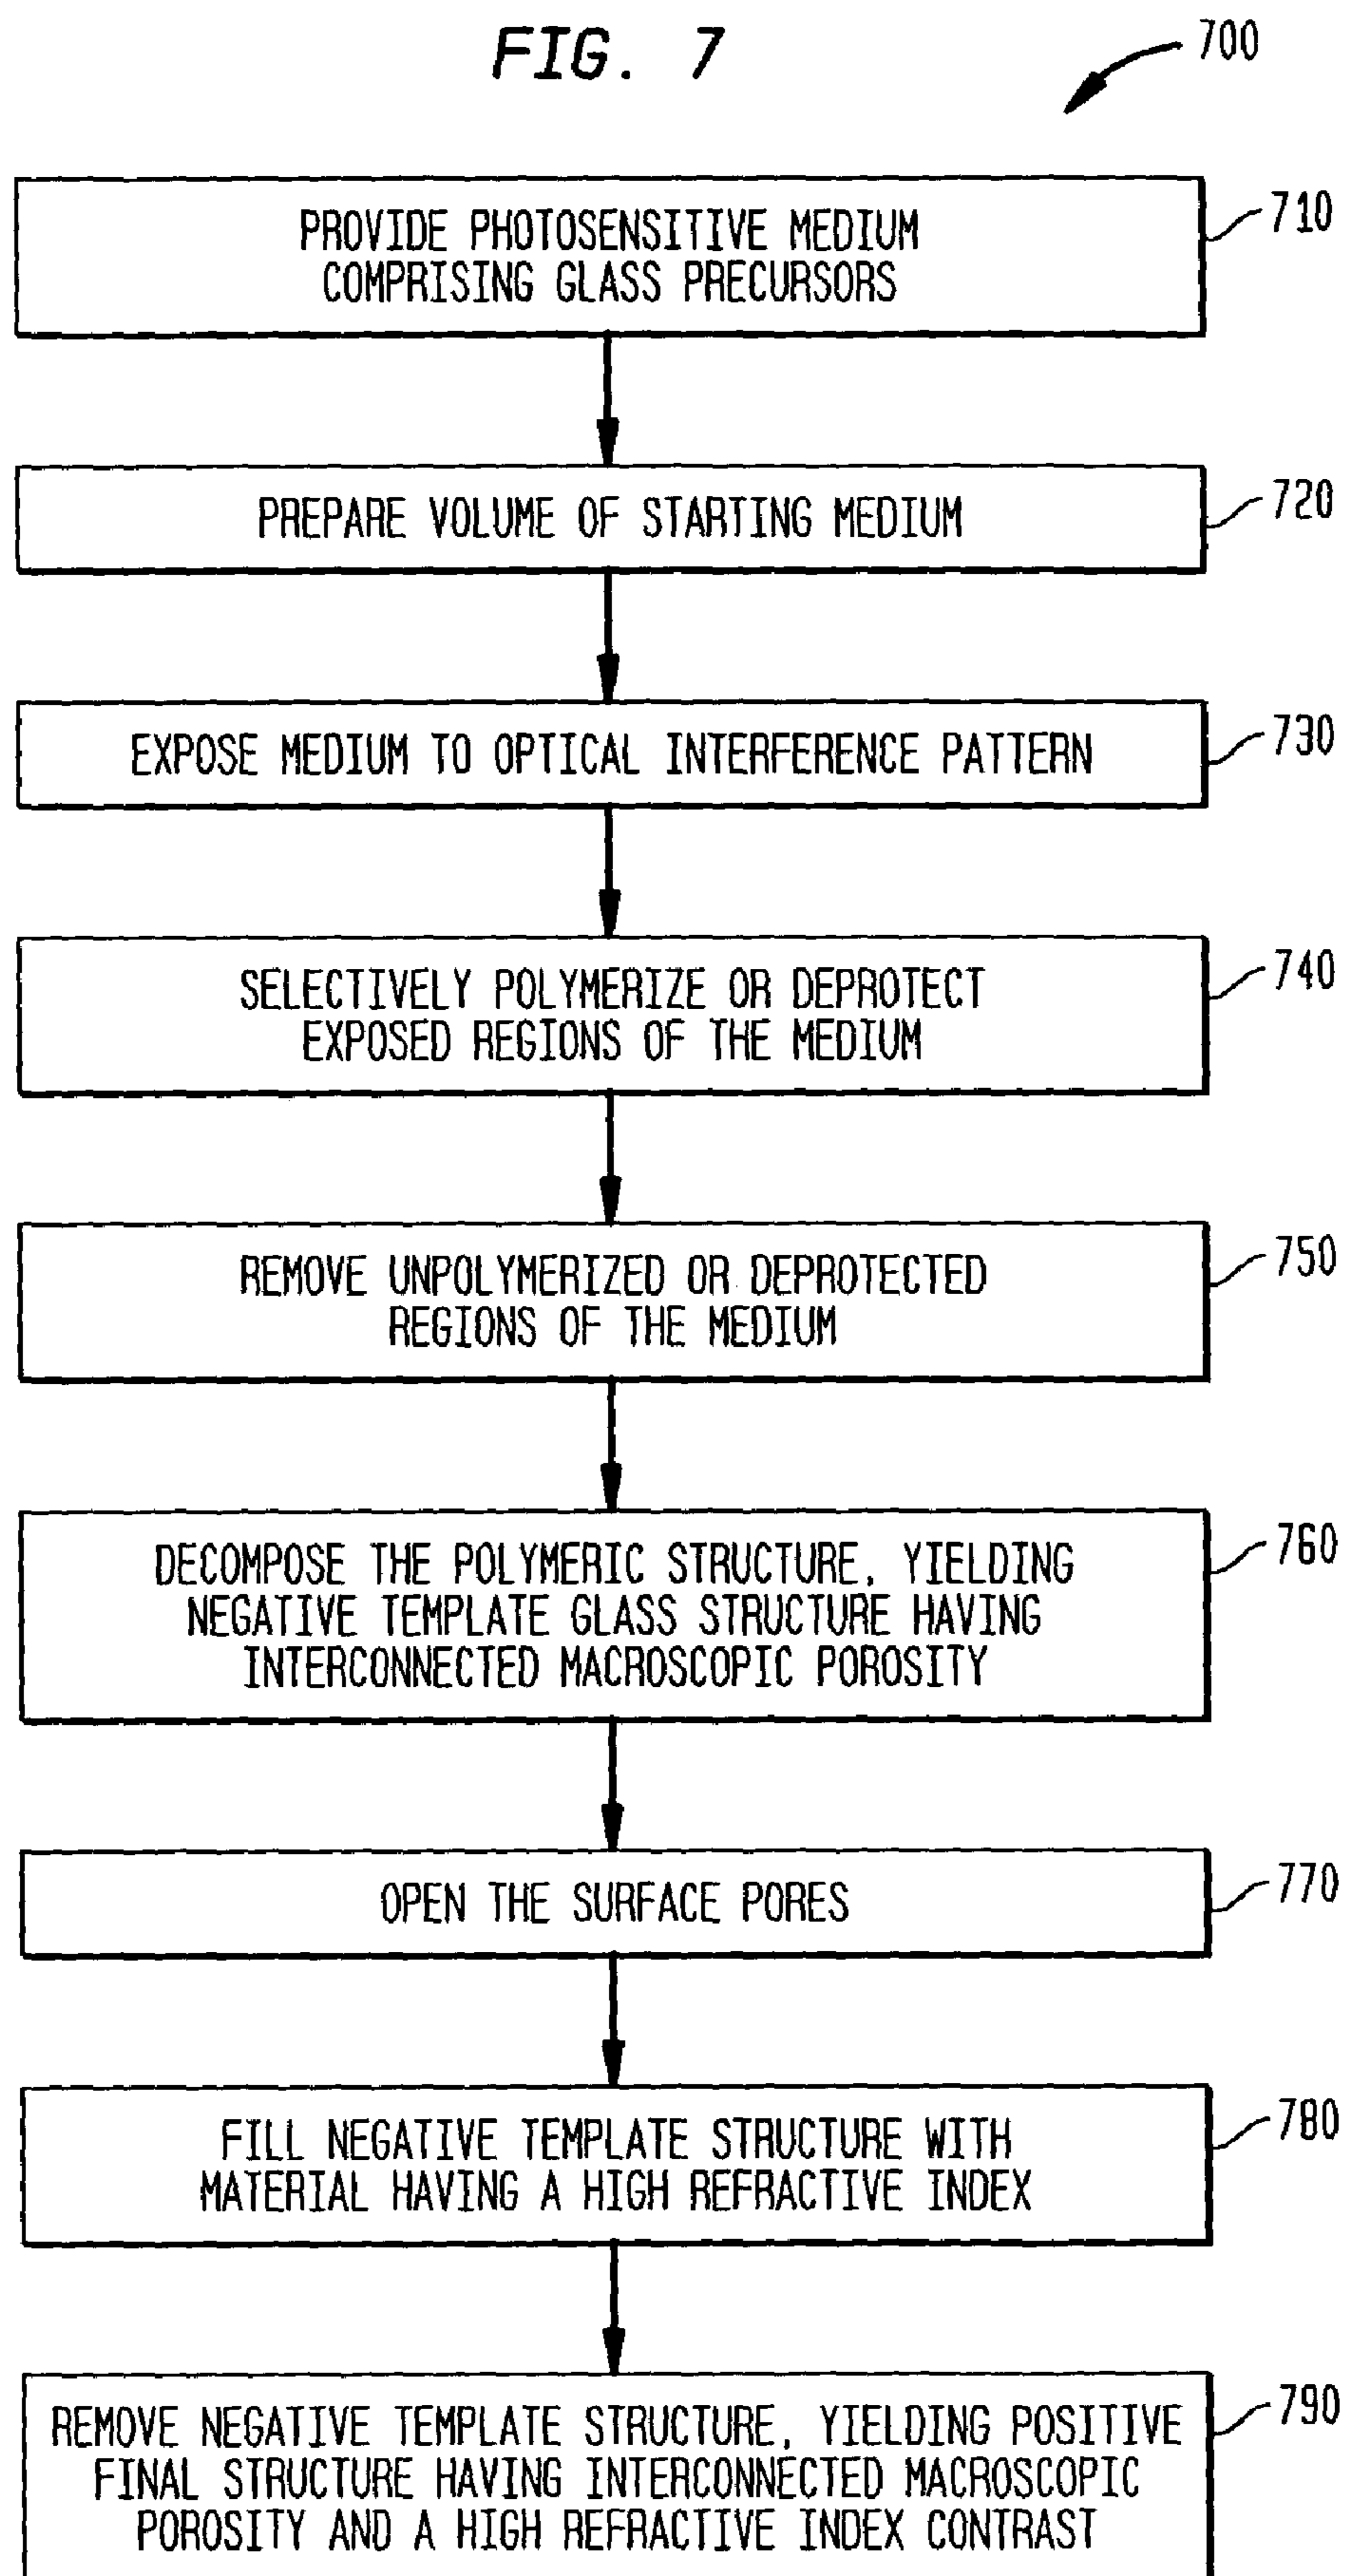 FIG. 7
700
PROVIDE PHOTOSENSITIVE MEDIUM
COMPRISING GLASS PRECURSORS
710
PREPARE VOLUME OF STARTING MEDIUM
720
EXPOSE MEDIUM TO OPTICAL INTERFERENCE PATTERN
730
SELECTIVELY POLYMERIZE OR DEPROTECT
EXPOSED REGIONS OF THE MEDIUM
740
REMOVE UNPOLYMERIZED OR DEPROTECTED
REGIONS OF THE MEDIUM
750
DECOMPOSE THE POLYMERIC STRUCTURE, YIELDING
NEGATIVE TEMPLATE GLASS STRUCTURE HAVING
INTERCONNECTED MACROSCOPIC POROSITY
760
OPEN THE SURFACE PORES
770
FILL NEGATIVE TEMPLATE STRUCTURE WITH
MATERIAL HAVING A HIGH REFRACTIVE INDEX
780
REMOVE NEGATIVE TEMPLATE STRUCTURE, YIELDING POSITIVE
FINAL STRUCTURE HAVING INTERCONNECTED MACROSCOPIC
POROSITY AND A HIGH REFRACTIVE INDEX CONTRAST
790